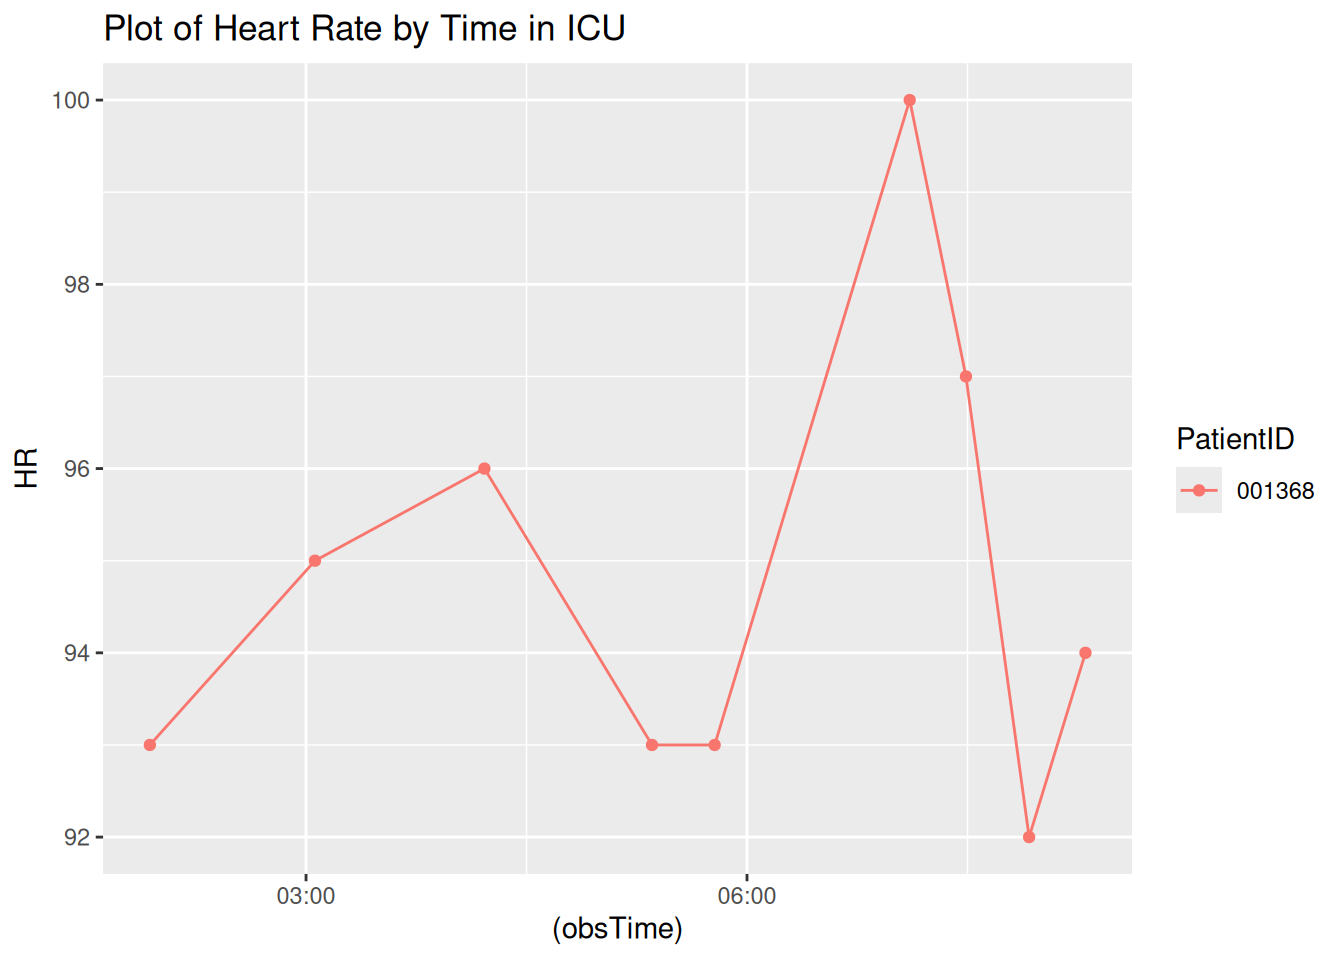 Plot of Heart Rate by Time in ICU
100
98
96
94
92
HR
03:00
06:00
(obsTime)
PatientID
001368